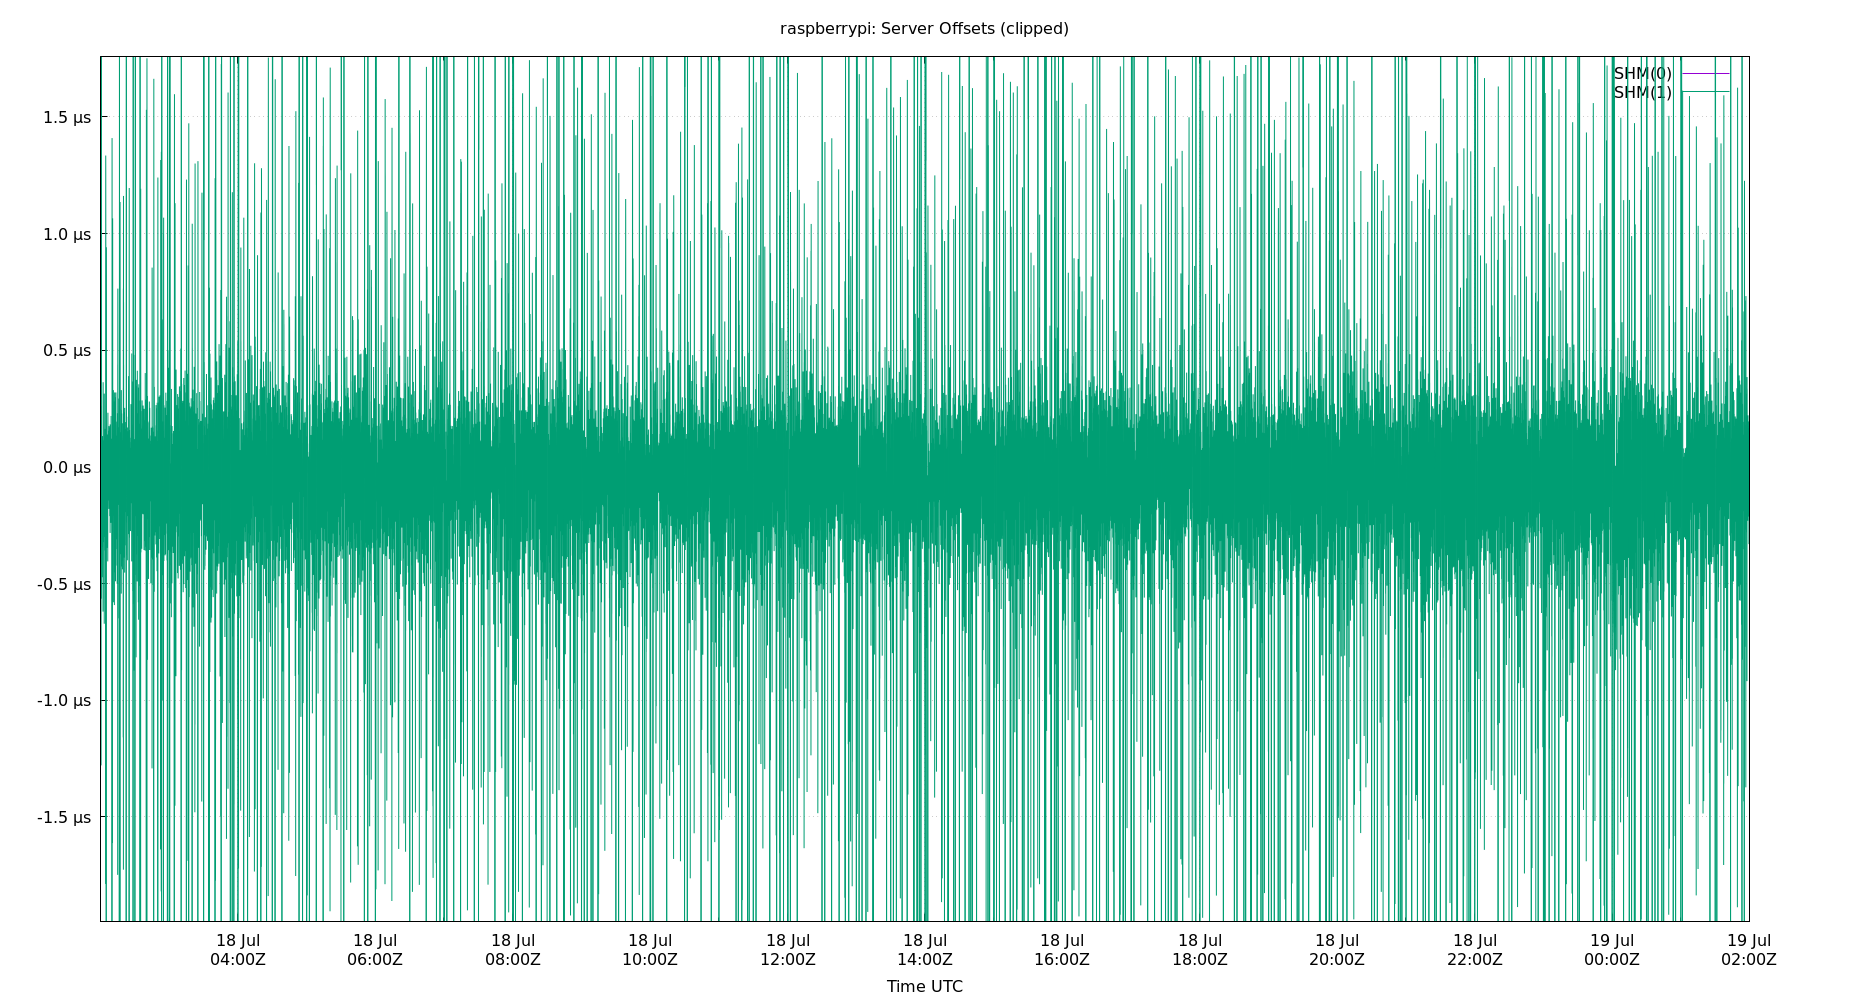 raspberrypi: Server Offsets (clipped)
SHM(0)
SHM(1)
1.5 µs
1.0 µs
0.5 µs
0.0 µs
-0.5 µs
-1.0 µs
-1.5 µs
18 Jul 18 Jul 18 Jul 18 Jul 18 Jul 18 Jul 18 Jul 18 Jul 18 Jul 18 Jul 19 Jul 19 Jul
04:00Z 06:00Z 08:00Z 10:00Z 12:00Z 14:00Z 16:00Z 18:00Z 20:00Z 22:00Z 00:00Z 02:00Z
Time UTC